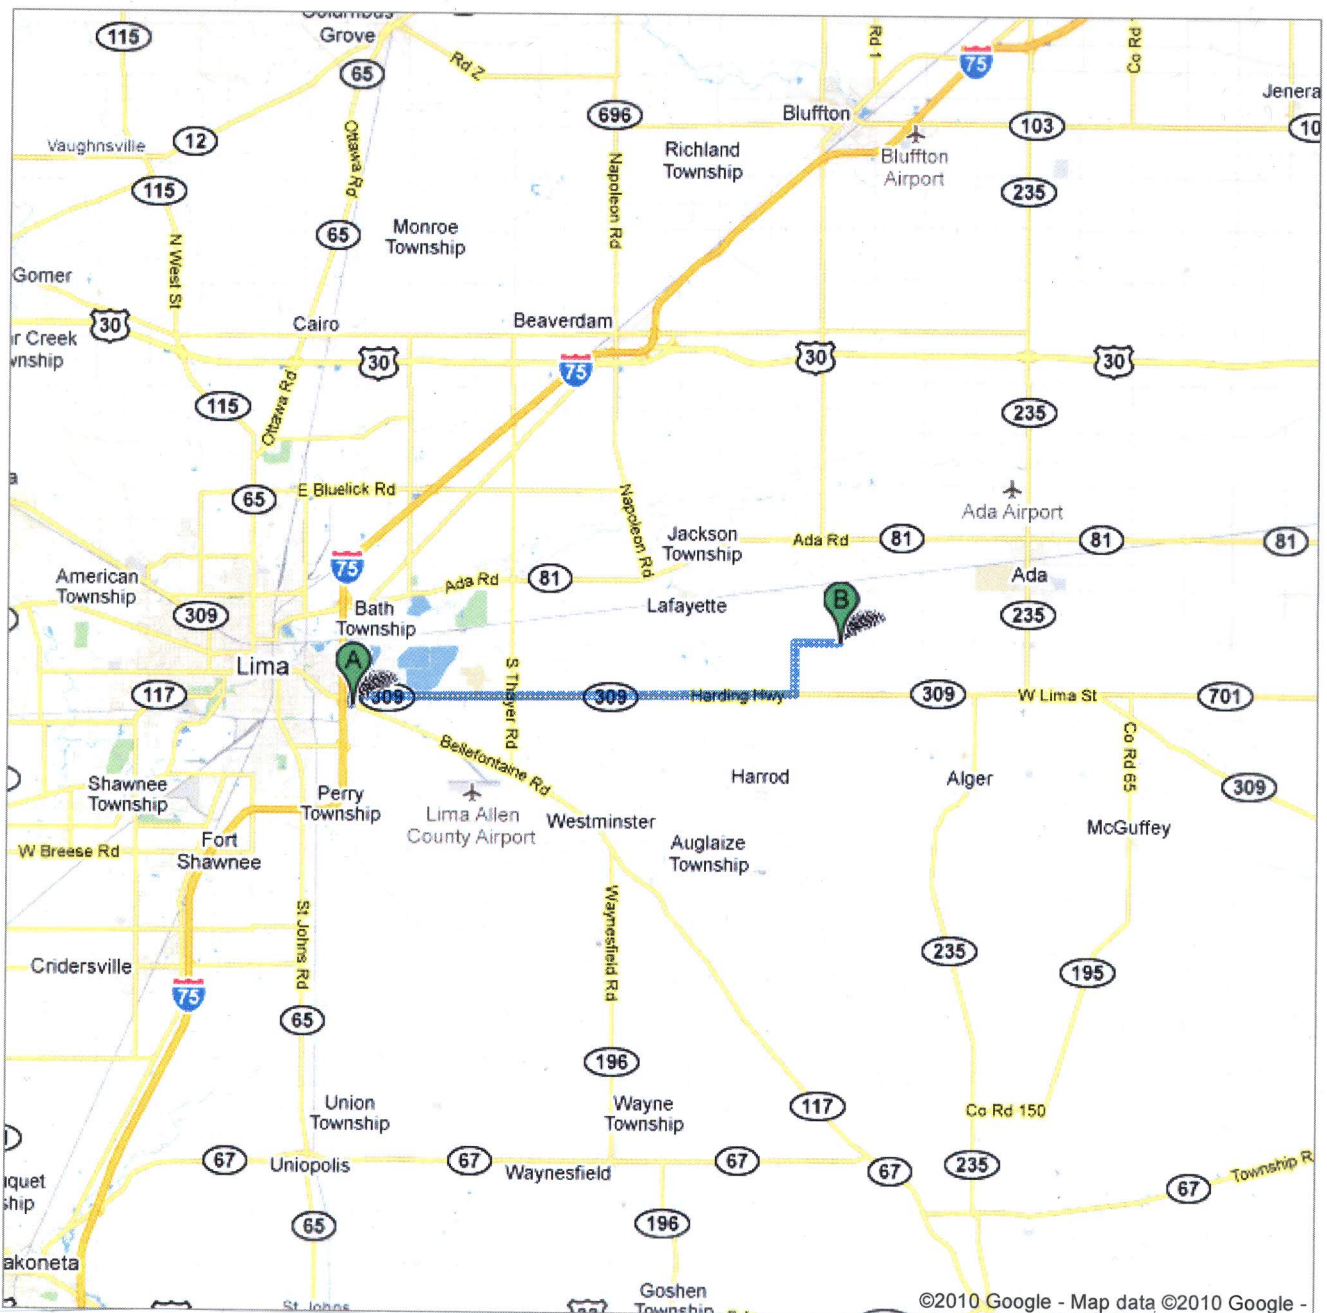 Columbus
Grove
115
65
Rd Z
696
Rd 1
75
Co Rd
Jenera
Bluffton
103
10
Vaughnsville
12
Ottawa Rd
Richland
Township
Bluffton
Airport
115
235
Napoleon Rd
65
Monroe
Township
N West St
Gomer
30
Cairo
Beaverdam
r Creek
nship
30
75
30
30
115
Ottawa Rd
235
65
E Bluelick Rd
Napoleon Rd
Ada Airport
Jackson
Township
Ada Rd
81
81
81
75
American
Township
Ada Rd
81
Ada
309
Bath
Township
Lafayette
B
235
Lima
A
S Thayer Rd
117
309
309
Harding Hwy
309
W Lima St
701
Bellefontaine Rd
Co Rd 65
Shawnee
Township
Perry
Township
Harrod
Alger
309
Lima Allen
County Airport
Westminster
McGuffey
W Breese Rd
Fort
Shawnee
Auglaize
Township
St Johns Rd
Waynesfield Rd
235
Cridersville
195
75
65
196
Union
Township
Wayne
Township
117
Co Rd 150
67
Uniopolis
67
Waynesfield
67
67
235
67
Township R
quet
ship
65
196
akoneta
Goshen
Township
St Johns
©2010 Google - Map data ©2010 Google -